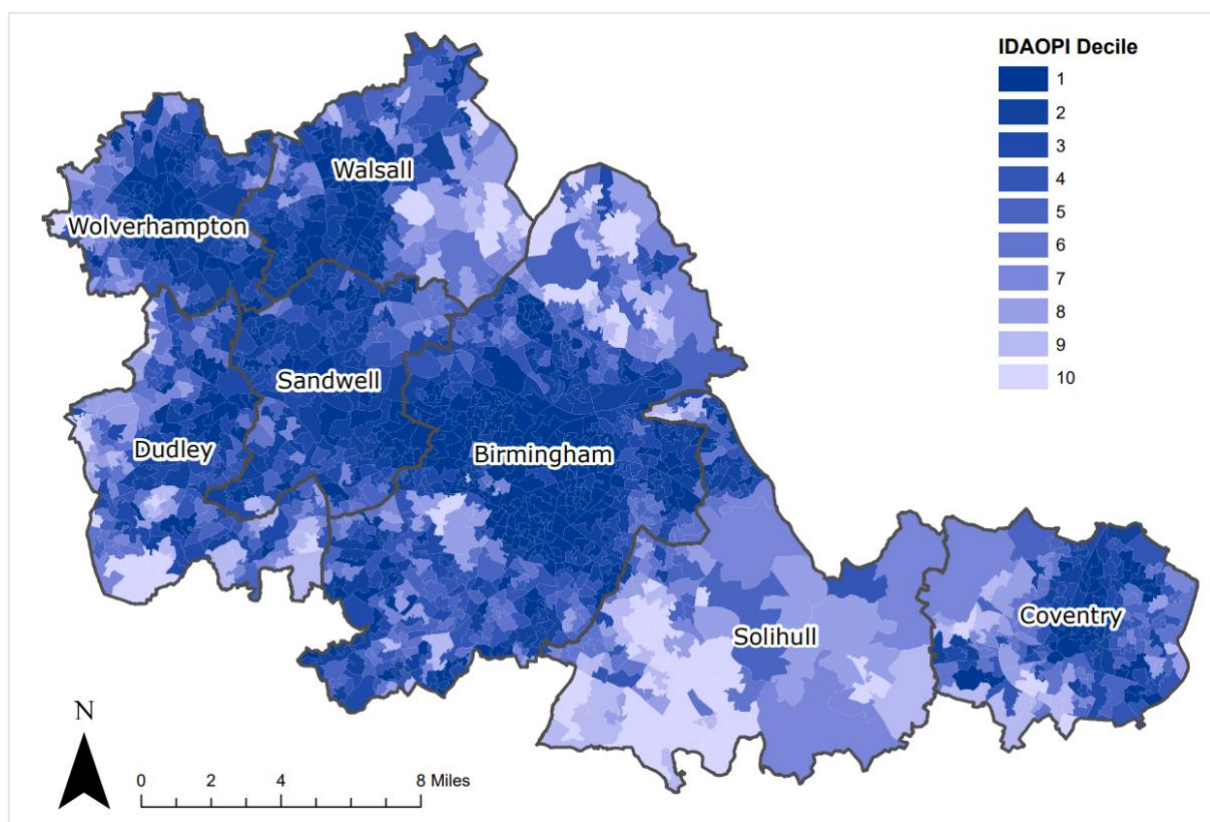 IDAOPI Decile
1
2
3
4
5
6
7
8
9
10
Walsall
Wolverhampton
Sandwell
Dudley
Birmingham
Solihull
Coventry
N
0 2 4 8 Miles